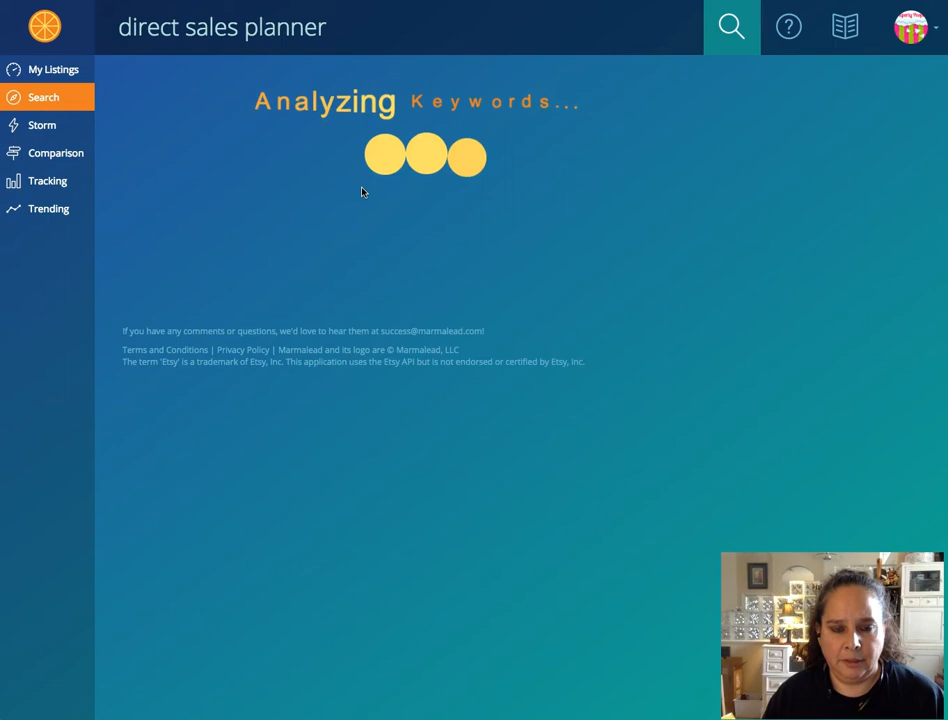 direct sales planner
My Listings
Search
Storm
Comparison
Tracking
Trending
Analyzing Keywords...
If you have any comments or questions, we'd love to hear them at success@marmalead.com!
Terms and Conditions | Privacy Policy | Marmalead and its logo are © Marmalead, LLC
The term 'Etsy' is a trademark of Etsy, Inc. This application uses the Etsy API but is not endorsed or certified by Etsy, Inc.